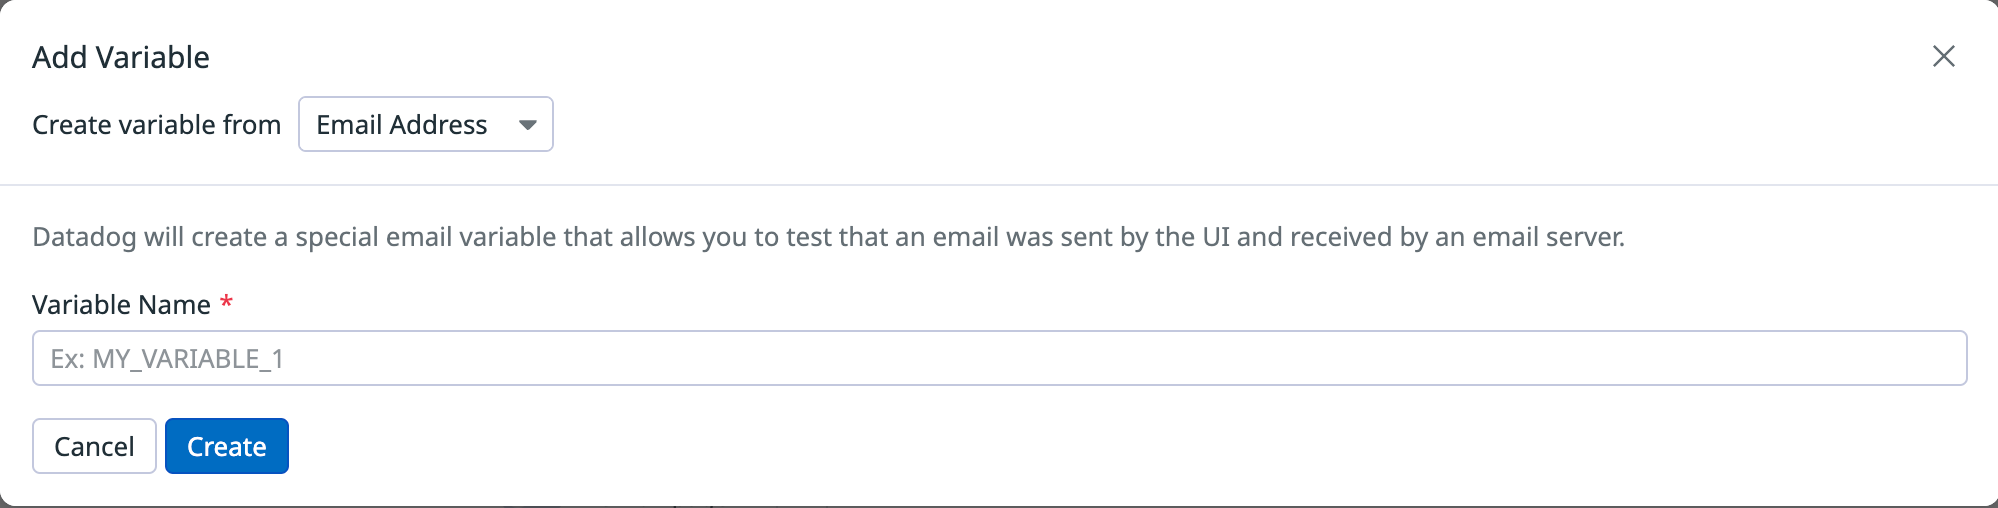 Add Variable
Create variable from Email Address
Datadog will create a special email variable that allows you to test that an email was sent by the UI and received by an email server.
Variable Name *
Ex: MY_VARIABLE_1
Cancel Create